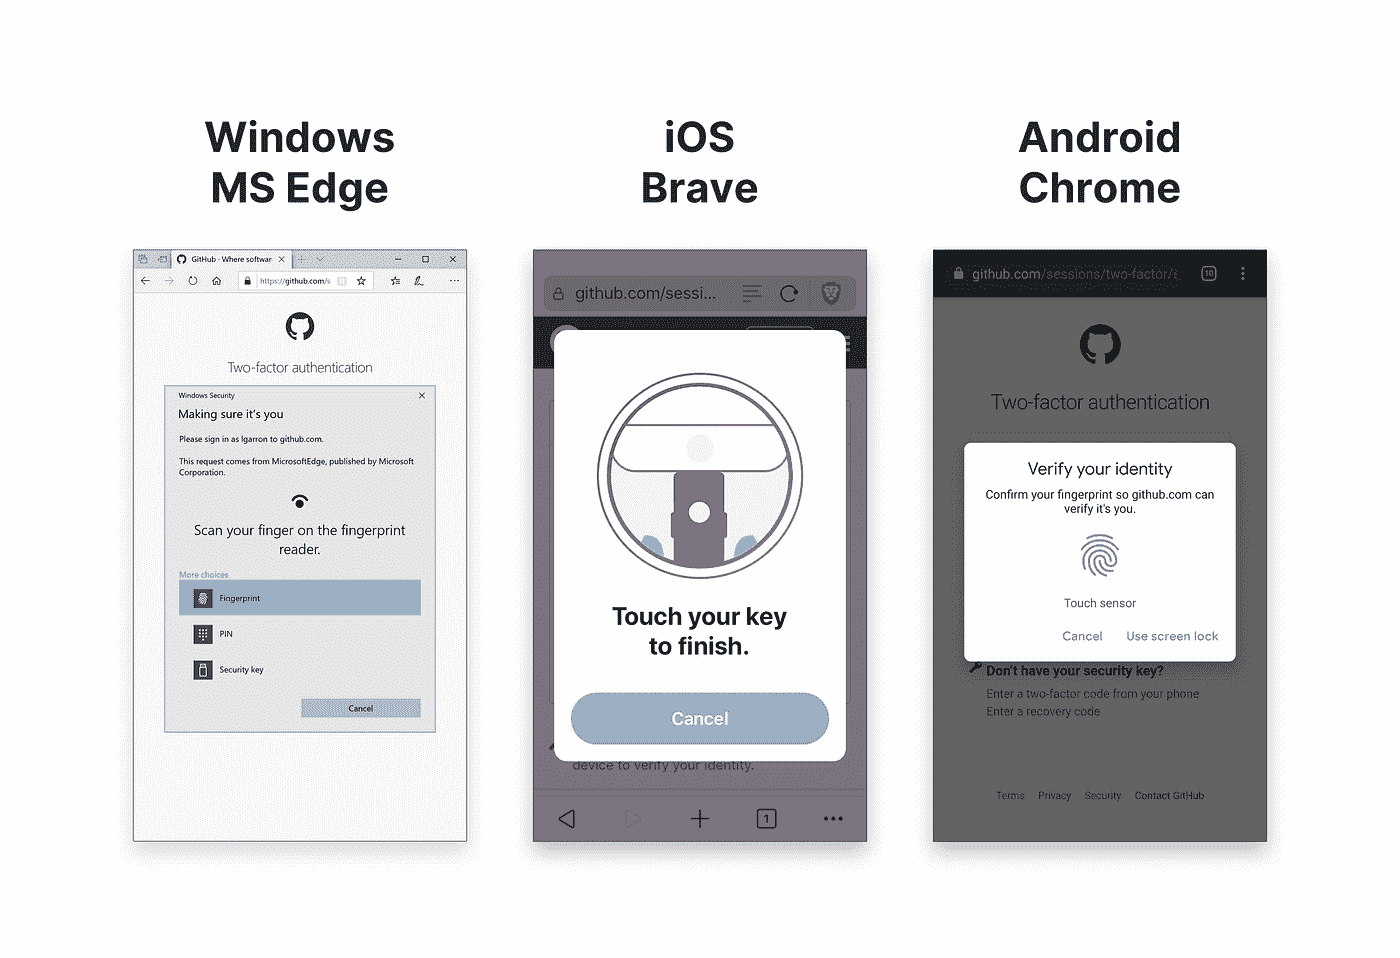 Windows
MS Edge
iOS
Brave
Android
Chrome
GitHub - Where softwar
https://github.com/s
Two-factor authentication
Windows Security
Making sure it's you
Please sign in as lgarron to github.com.
This request comes from MicrosoftEdge, published by Microsoft
Corporation.
Scan your finger on the fingerprint
reader.
More choices
Fingerprint
PIN
Security key
Cancel
github.com/sessi...
Touch your key
to finish.
Cancel
device to verify your identity.
1
github.com/sessions/two-factor/
10
Two-factor authentication
Verify your identity
Confirm your fingerprint so github.com can
verify it's you.
Touch sensor
Cancel Use screen lock
Don't have your security key?
Enter a two-factor code from your phone
Enter a recovery code
Terms Privacy Security Contact GitHub